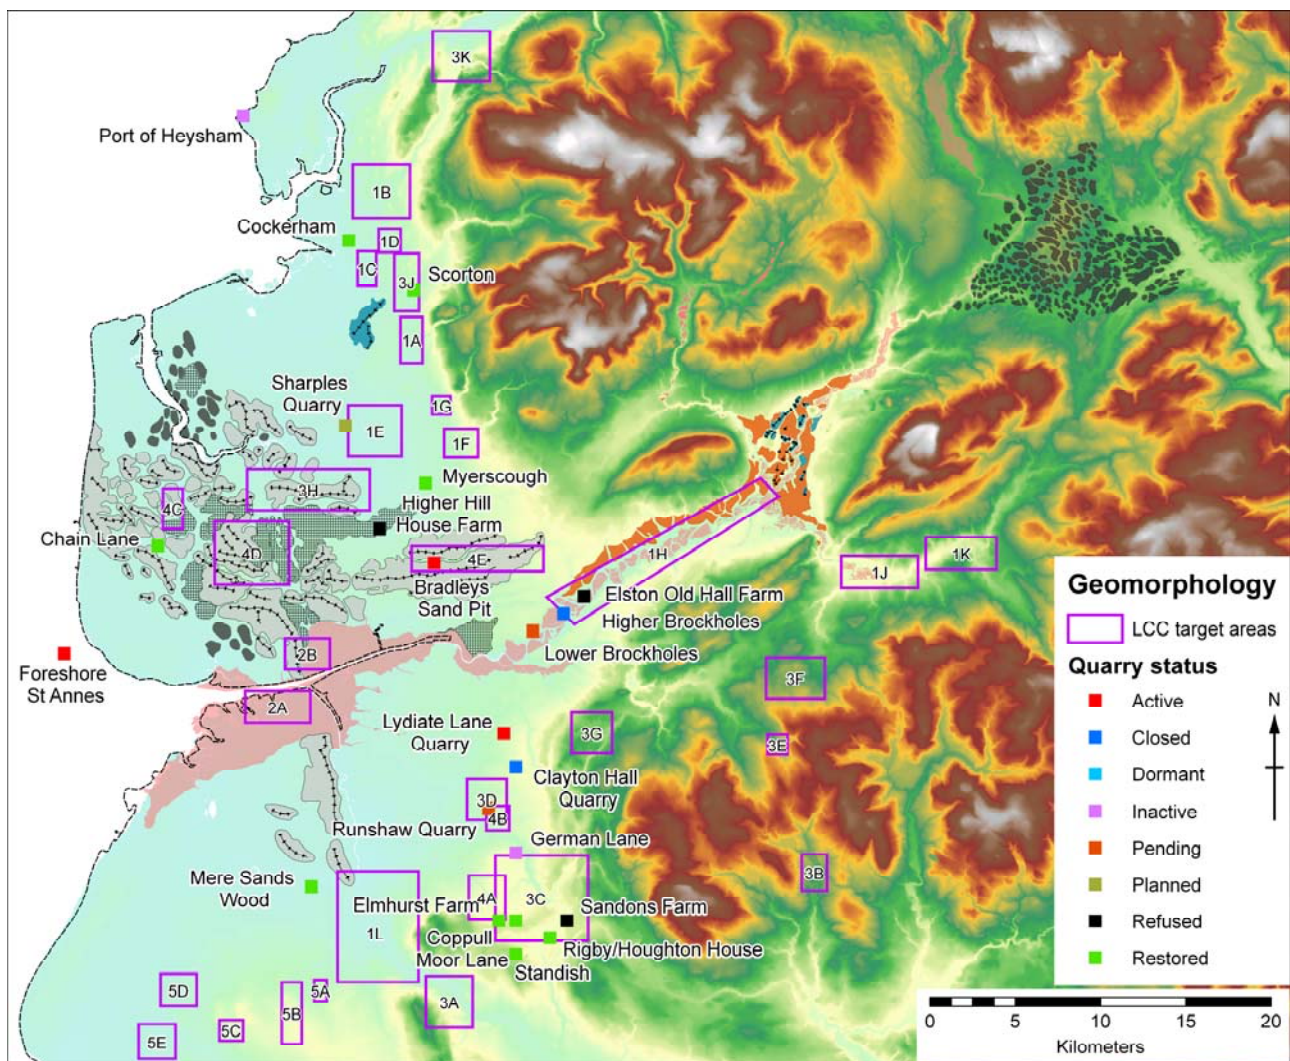 3K
Port of Heysham
1B
Cockerham
1D
1C
3J
Scorton
1A
Sharples
Quarry
1G
1E
1F
Myerscough
3H
Higher Hill
House Farm
4C
Chain Lane
4D
4E
1H
1J
1K
Bradleys
Sand Pit
Elston Old Hall Farm
Higher Brockholes
Lower Brockholes
2B
Foreshore
St Annes
3F
2A
Lydiate Lane
Quarry
3G
3E
Clayton Hall
Quarry
3D
4B
Runshaw Quarry
German Lane
3B
Mere Sands
Wood
Elmhurst Farm
4A
3C
Sandons Farm
1L
Coppull
Moor Lane
Rigby/Houghton House
Standish
5D
5A
5B
3A
5C
5E
Geomorphology
LCC target areas
Quarry status
Active
Closed
Dormant
Inactive
Pending
Planned
Refused
Restored
N
0 5 10 15 20
Kilometers